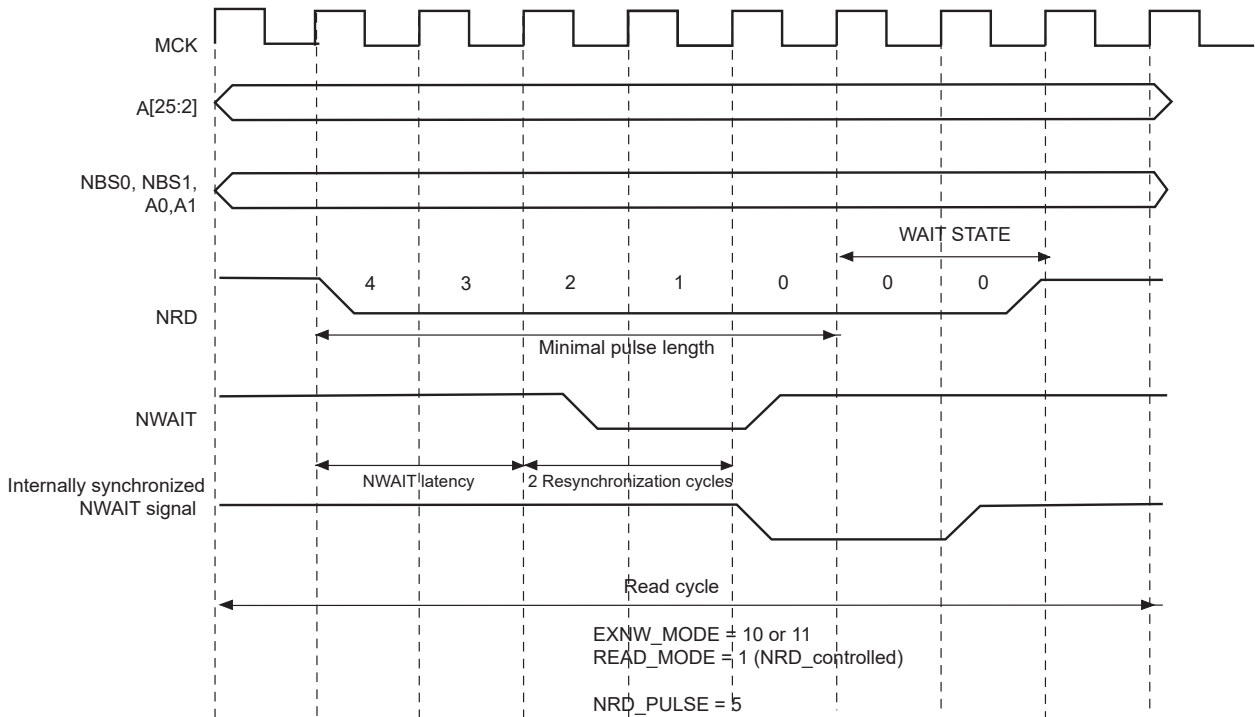 MCK
A[25:2]
NBS0, NBS1,
A0,A1
WAIT STATE
4 3 2 1 0 0 0
NRD
Minimal pulse length
NWAIT
NWAIT latency 2 Resynchronization cycles
Internally synchronized
NWAIT signal
Read cycle
EXNW_MODE = 10 or 11
READ_MODE = 1 (NRD_controlled)
NRD_PULSE = 5